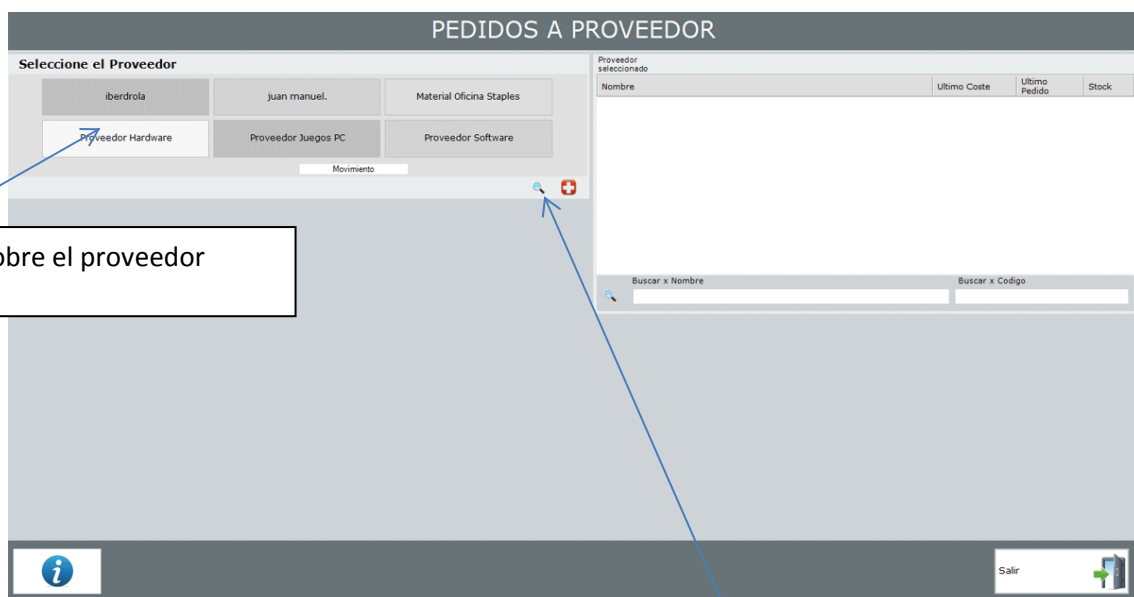 PEDIDOS A PROVEEDOR
Seleccione el Proveedor
iberdrola
juan manuel.
Material Oficina Staples
Proveedor Hardware
Proveedor Juegos PC
Proveedor Software
Movimiento
obre el proveedor
Proveedor
seleccionado
Nombre
Ultimo Coste
Ultimo
Pedido
Stock
Buscar x Nombre
Buscar x Codigo
i
Salir